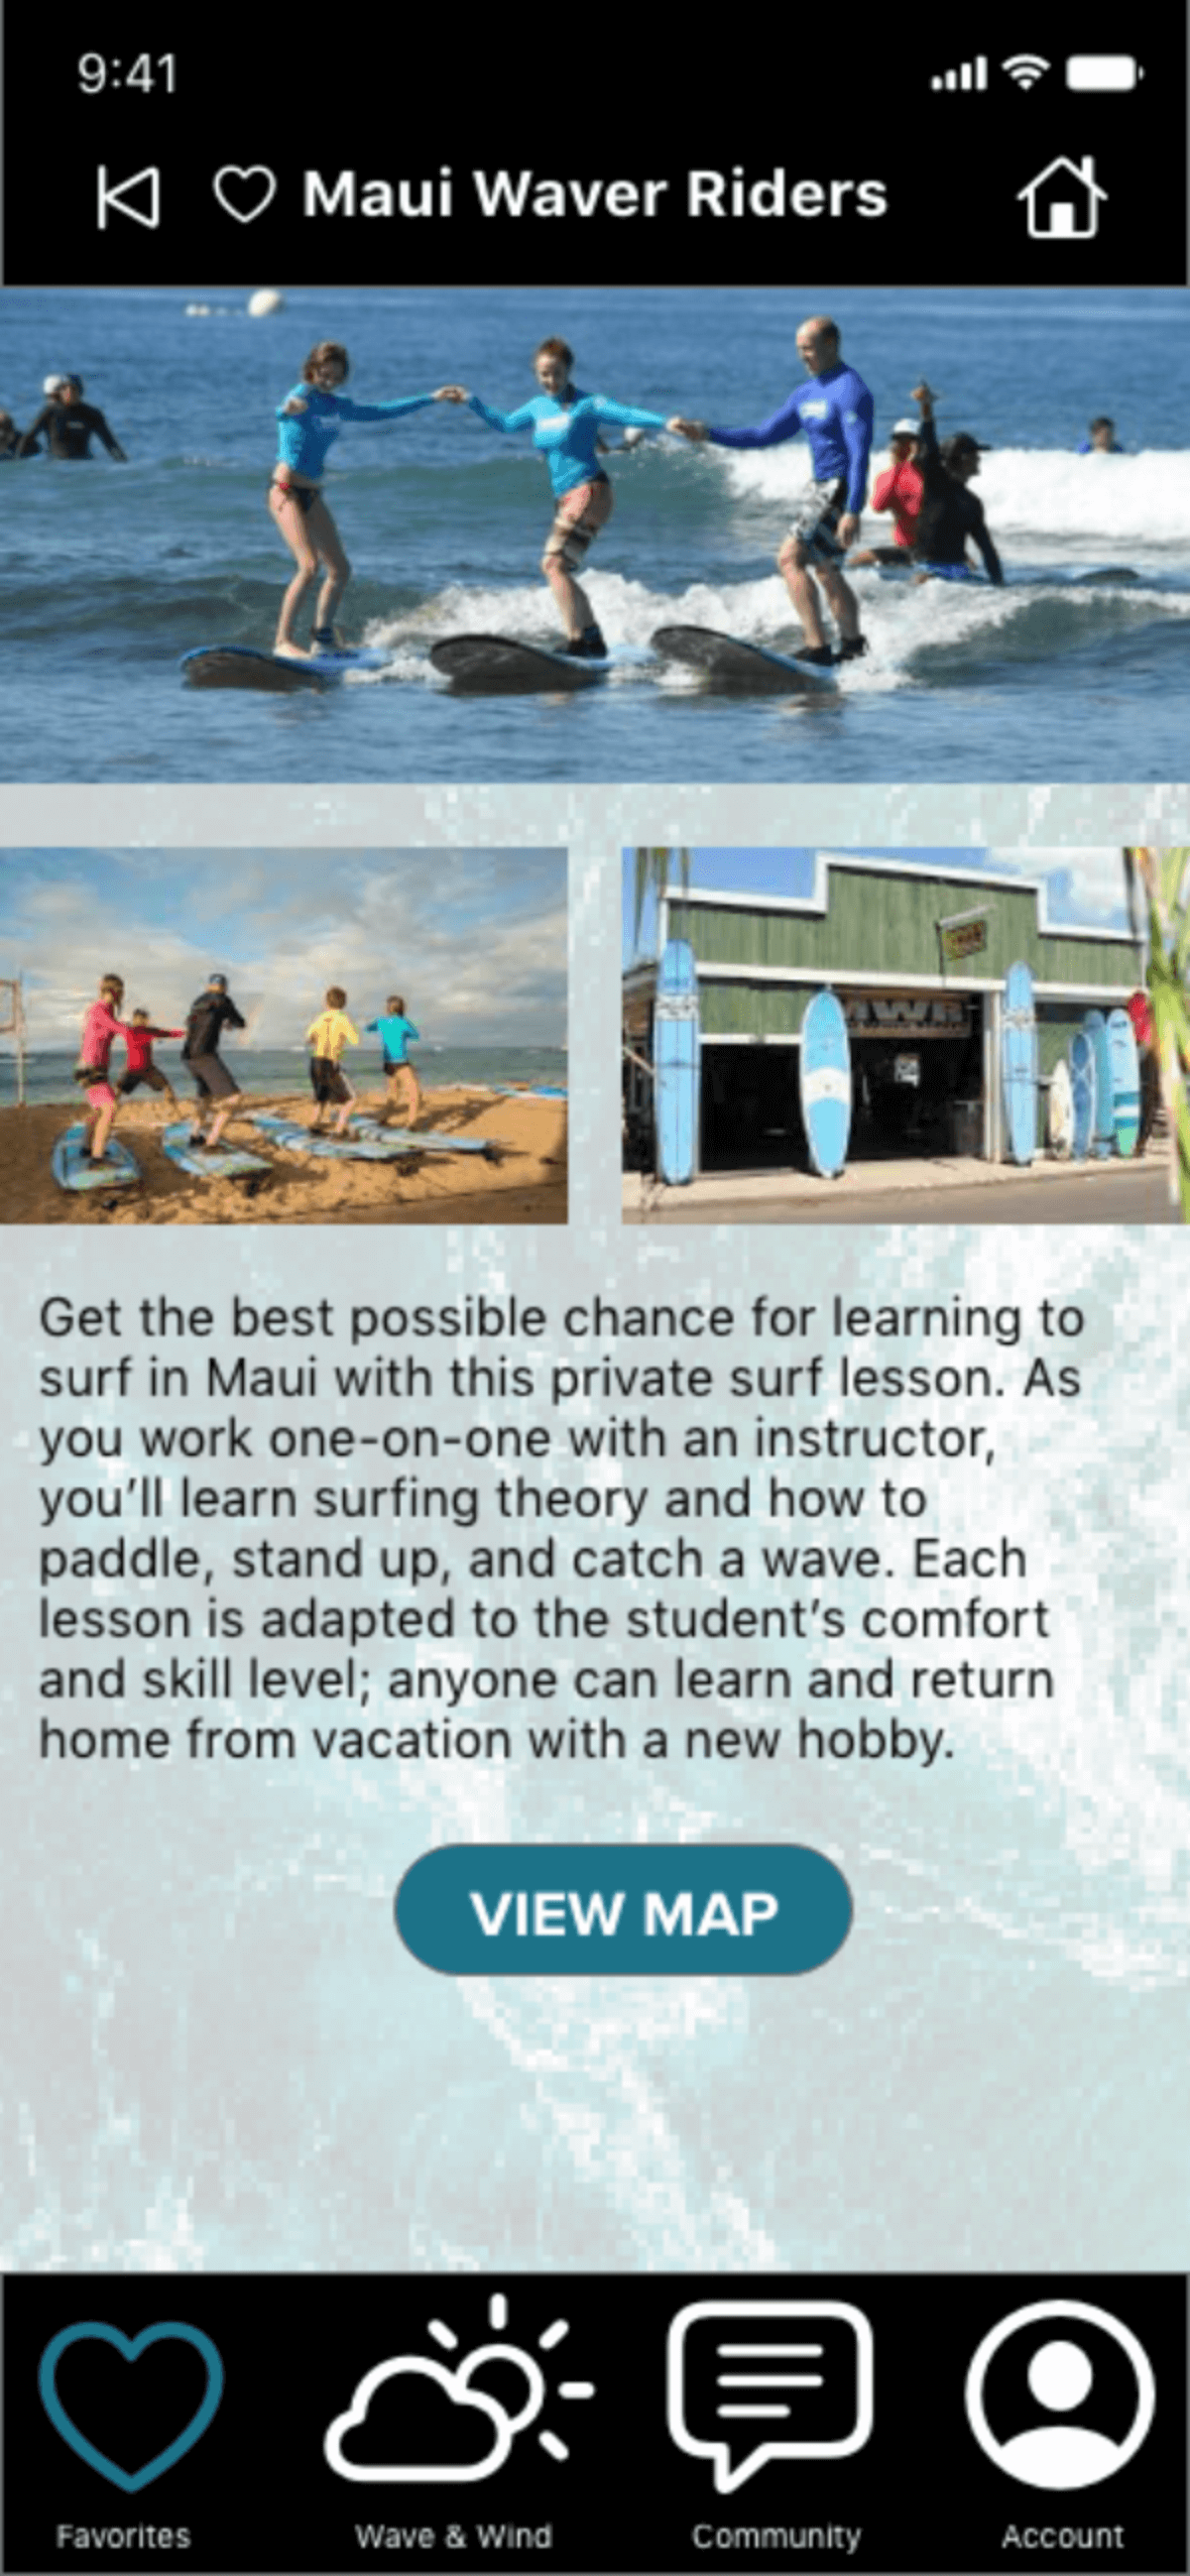 9:41
Maui Waver Riders
Get the best possible chance for learning to
surf in Maui with this private surf lesson. As
you work one-on-one with an instructor,
you’ll learn surfing theory and how to
paddle, stand up, and catch a wave. Each
lesson is adapted to the student’s comfort
and skill level; anyone can learn and return
home from vacation with a new hobby.
VIEW MAP
Favorites
Wave & Wind
Community
Account